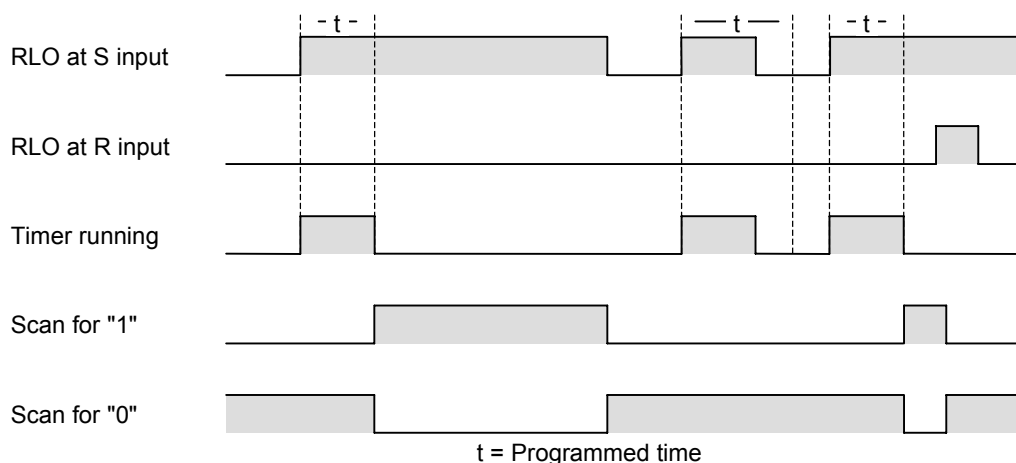 t t t
RLO at S input
RLO at R input
Timer running
Scan for "1"
Scan for "0"
t = Programmed time